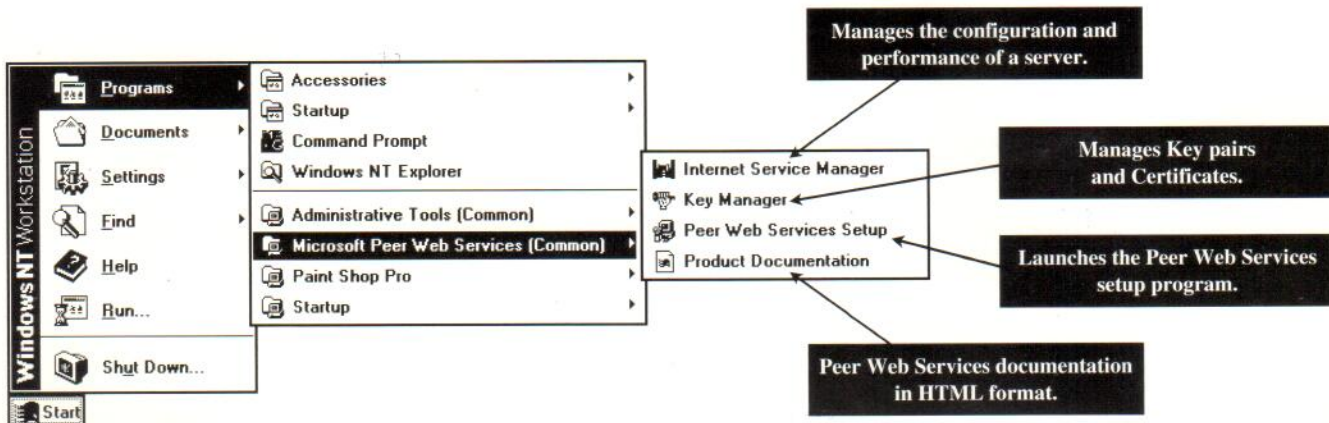 Manages the configuration and
performance of a server.
Programs
Documents
Settings
Find
Help
Run...
Shut Down...
Windows NT Workstation
Start
Accessories
Startup
Command Prompt
Windows NT Explorer
Administrative Tools (Common)
Microsoft Peer Web Services (Common)
Paint Shop Pro
Startup
Internet Service Manager
Key Manager
Peer Web Services Setup
Product Documentation
Manages Key pairs
and Certificates.
Launches the Peer Web Services
setup program.
Peer Web Services documentation
in HTML format.